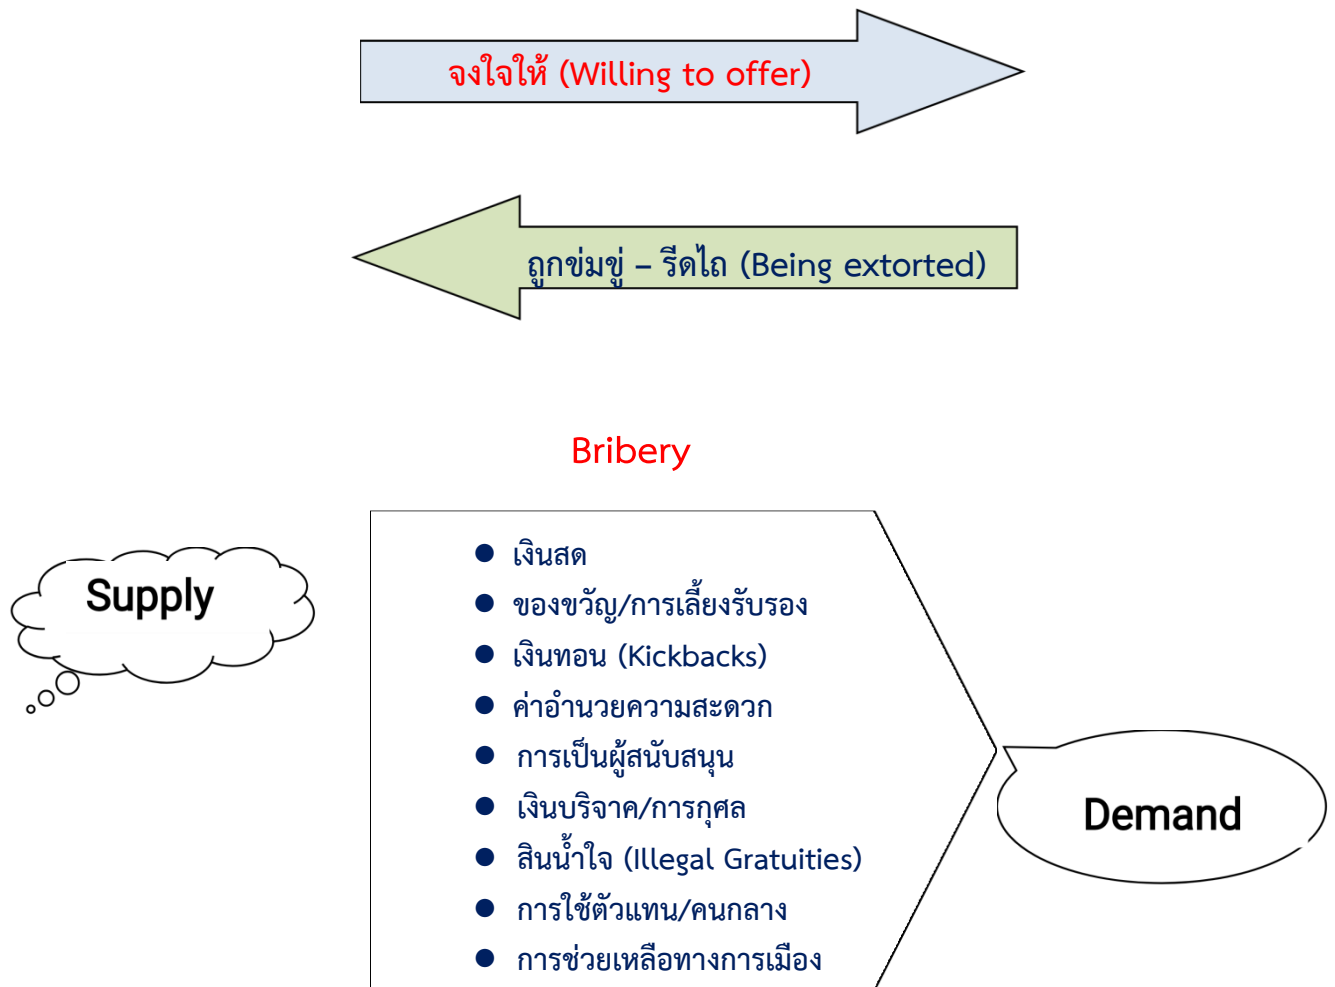 จงใจให้ (Willing to offer)
ถูกข่มขู่ – รีดไถ (Being extorted)
Bribery
Supply
● เงินสด
● ของขวัญ/การเลี้ยงรับรอง
● เงินทอน (Kickbacks)
● ค่าอำนวยความสะดวก
● การเป็นผู้สนับสนุน
● เงินบริจาค/การกุศล
● สินน้ำใจ (Illegal Gratuities)
● การใช้ตัวแทน/คนกลาง
● การช่วยเหลือทางการเมือง
Demand